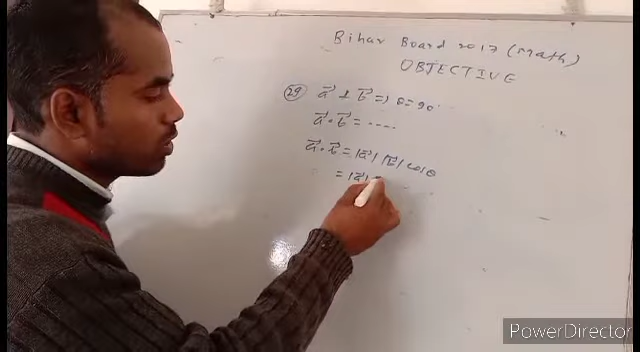 Bihar Board 2017 (Math)
OBJECTIVE
29 a⃗ ⊥ b⃗ => θ = 90°
a⃗ · b⃗ = ----
a⃗ · b⃗ = |a⃗| |b⃗| cos θ
= |a⃗|
PowerDirector